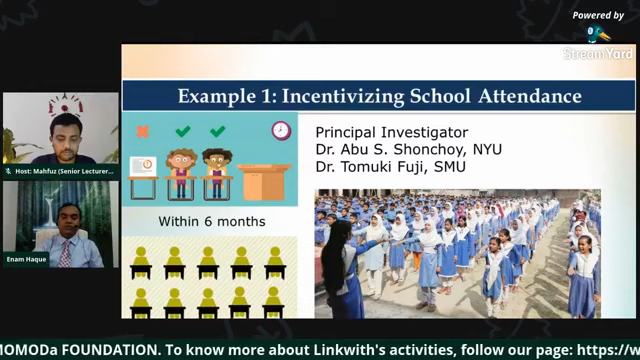 Powered by
StreamYard
Example 1: Incentivizing School Attendance
Principal Investigator
Dr. Abu S. Shonchoy, NYU
Dr. Tomuki Fuji, SMU
Host: Mahfuz (Senior Lecturer...
Within 6 months
Enam Haque
MOMODa FOUNDATION. To know more about Linkwith's activities, follow our page: https://w